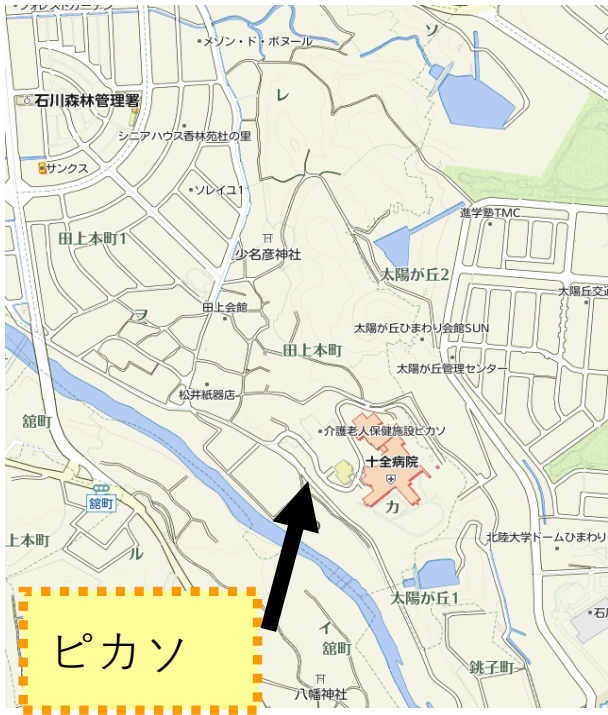 フォレストガーデン
ソ
メゾン・ド・ボヌール
レ
石川森林管理署
シニアハウス香林苑杜の里
サンクス
ソレイユ1
進学塾TMC
田上本町1
少名彦神社
太陽が丘2
太陽丘交通
田上会館
ヲ
太陽が丘ひまわり会館SUN
田上本町
太陽が丘管理センター
松井紙器店
舘町
介護老人保健施設ピカソ
十全病院
舘町
カ
上本町
ル
北陸大学ドームひまわり
太陽が丘1
ピカソ
イ
舘町
石川
銚子町
八幡神社